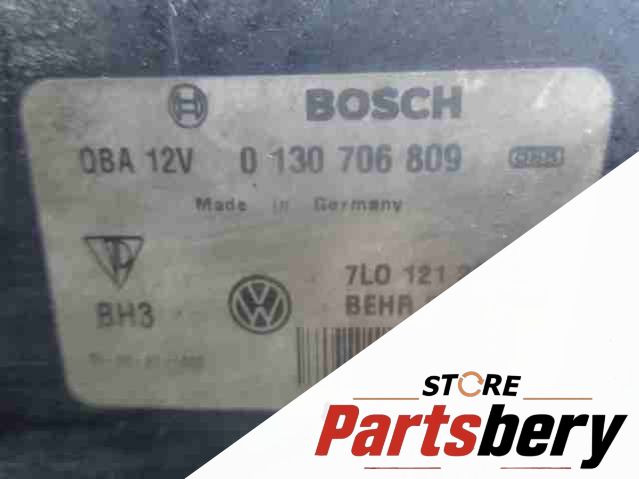 BOSCH
QBA 12V 0 130 706 809
Made in Germany
7L0 121
BH3
BEHR
STORE
Partsbery